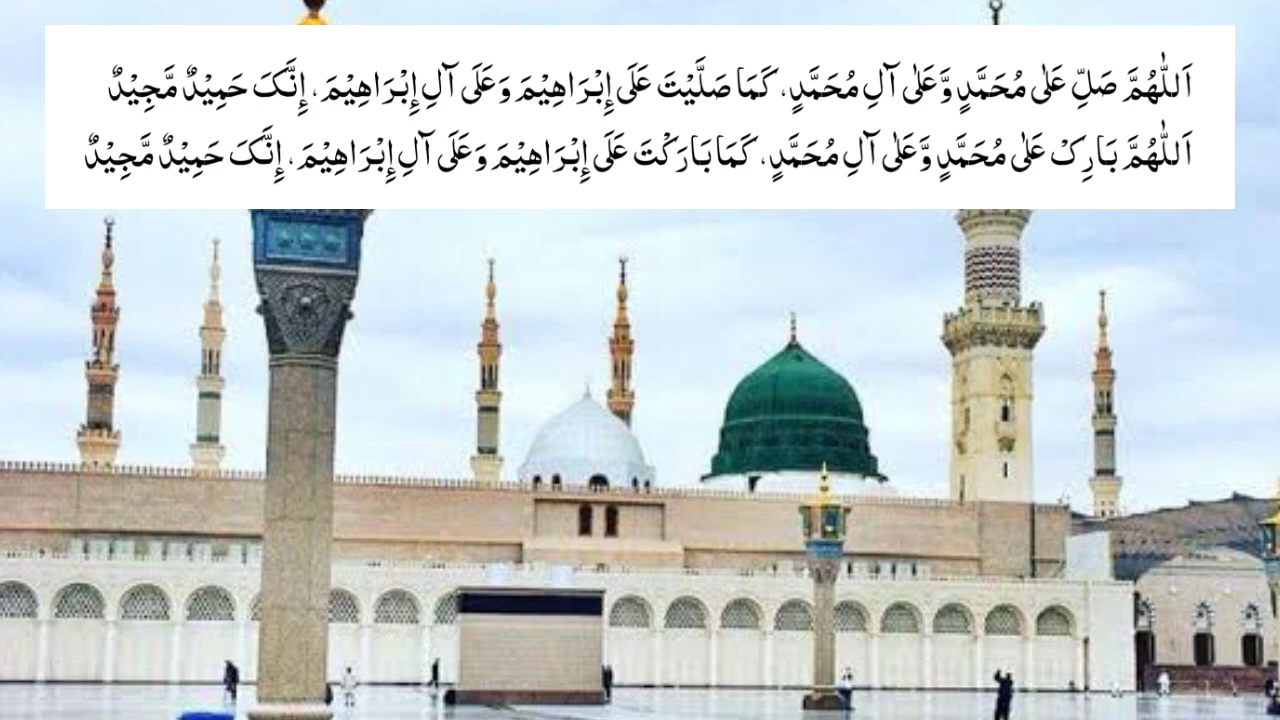 اَللّٰهُمَّ صَلِّ عَلٰی مُحَمَّدٍ وَّعَلٰی آلِ مُحَمَّدٍ، کَمَا صَلَّیْتَ عَلَی إِبْرَاهِیْمَ وَعَلَی آلِ إِبْرَاهِیْمَ، إِنَّکَ حَمِیْدٌ مَّجِیْدٌ
اَللّٰهُمَّ بَارِکْ عَلٰی مُحَمَّدٍ وَّعَلٰی آلِ مُحَمَّدٍ، کَمَا بَارَکْتَ عَلَی إِبْرَاهِیْمَ وَعَلَی آلِ إِبْرَاهِیْمَ، إِنَّکَ حَمِیْدٌ مَّجِیْدٌ